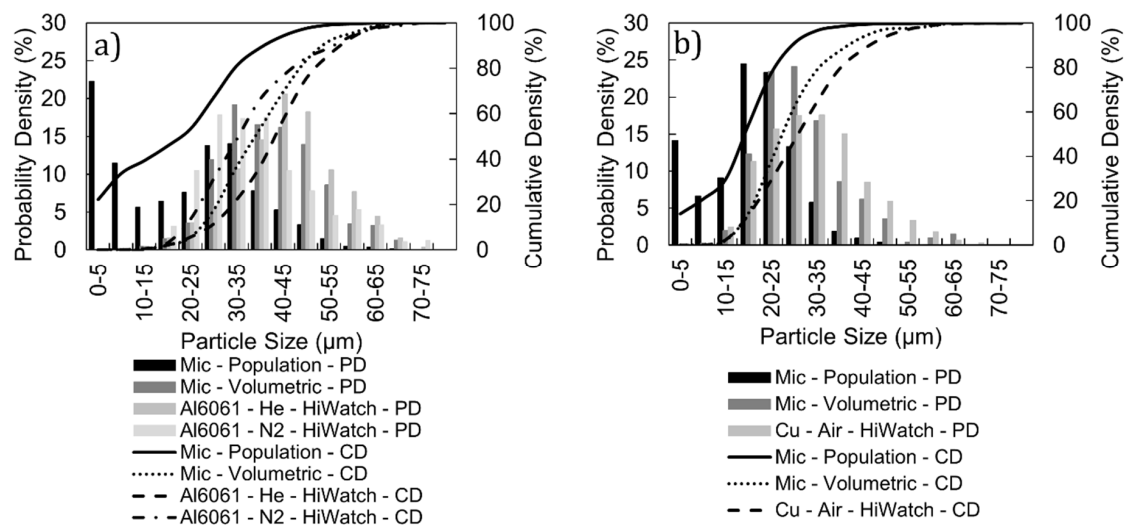 a)
Probability Density (%)
30
25
20
15
10
5
0
100
80
60
40
20
0
Cumulative Density (%)
0-5
10-15
20-25
30-35
40-45
50-55
60-65
70-75
Particle Size (µm)
Mic - Population - PD
Mic - Volumetric - PD
Al6061 - He - HiWatch - PD
Al6061 - N2 - HiWatch - PD
Mic - Population - CD
Mic - Volumetric - CD
Al6061 - He - HiWatch - CD
Al6061 - N2 - HiWatch - CD
b)
Probability Density (%)
30
25
20
15
10
5
0
100
80
60
40
20
0
Cumulative Density (%)
0-5
10-15
20-25
30-35
40-45
50-55
60-65
70-75
Particle Size (µm)
Mic - Population - PD
Mic - Volumetric - PD
Cu - Air - HiWatch - PD
Mic - Population - CD
Mic - Volumetric - CD
Cu - Air - HiWatch - CD